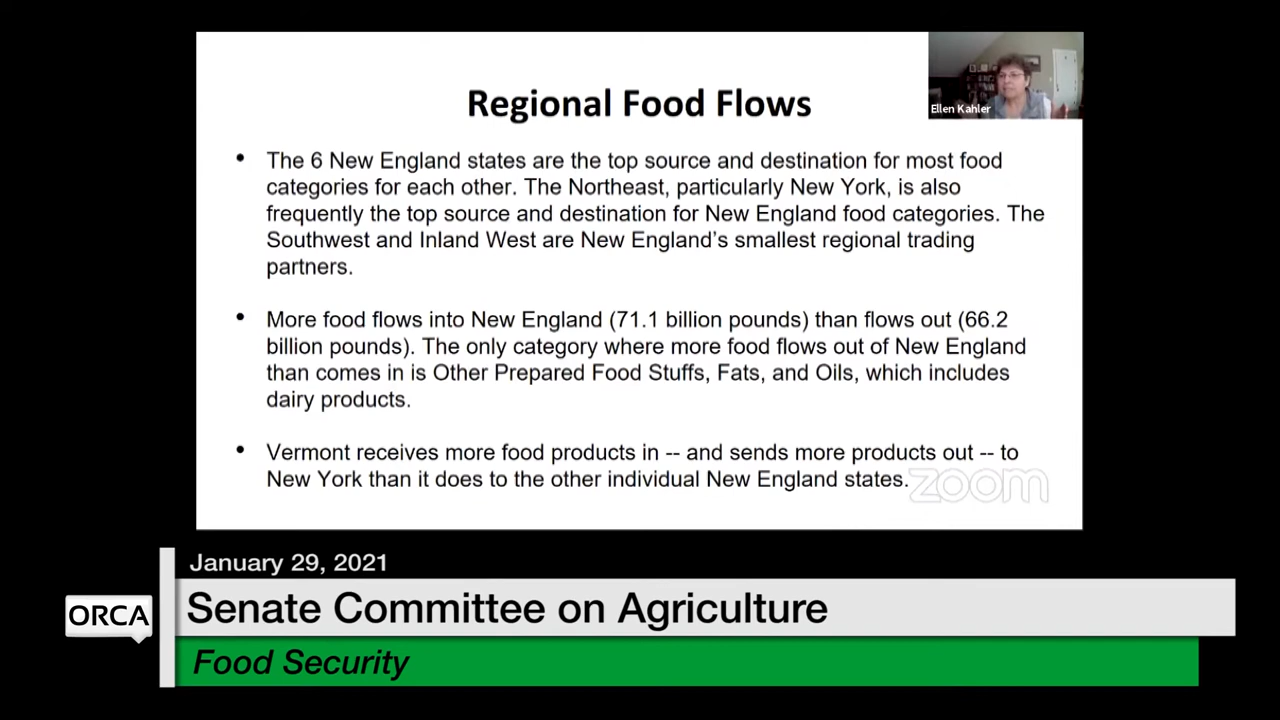 Regional Food Flows
Ellen Kahler
• The 6 New England states are the top source and destination for most food
categories for each other. The Northeast, particularly New York, is also
frequently the top source and destination for New England food categories. The
Southwest and Inland West are New England's smallest regional trading
partners.
• More food flows into New England (71.1 billion pounds) than flows out (66.2
billion pounds). The only category where more food flows out of New England
than comes in is Other Prepared Food Stuffs, Fats, and Oils, which includes
dairy products.
• Vermont receives more food products in -- and sends more products out -- to
New York than it does to the other individual New England states.
zoom
January 29, 2021
ORCA
Senate Committee on Agriculture
Food Security